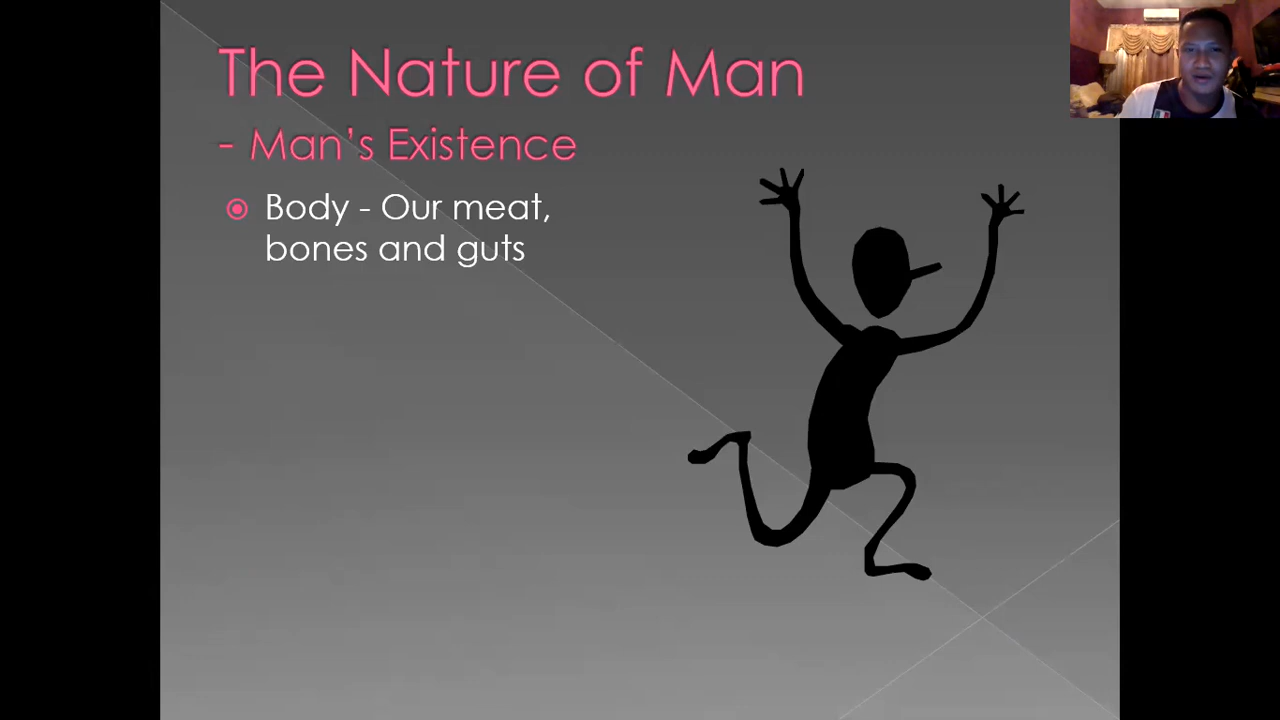 The Nature of Man
- Man's Existence
Body - Our meat,
bones and guts